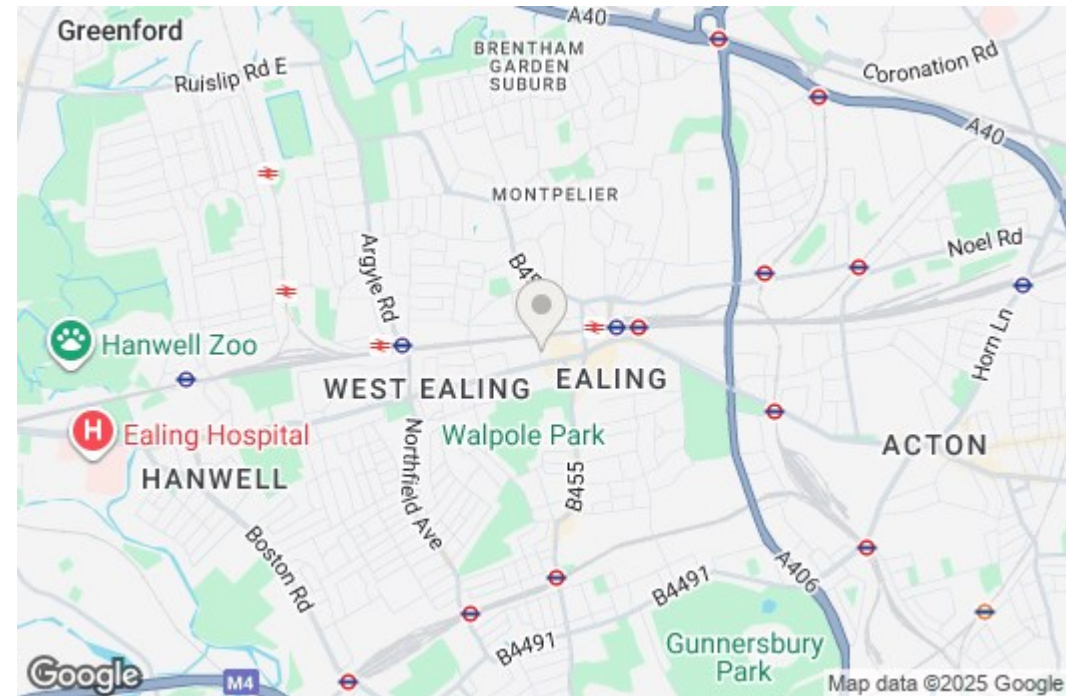 A40
Greenford
BRENTHAM
GARDEN
SUBURB
Coronation Rd
Ruislip Rd E
A40
MONTPELIER
Argyle Rd
Noel Rd
B45
Hanwell Zoo
Horn Ln
WEST EALING
EALING
H
Ealing Hospital
Walpole Park
ACTON
HANWELL
Northfield Ave
B455
Boston Rd
B4491
A406
B4491
Gunnersbury
Park
Google
M4
Map data ©2025 Google